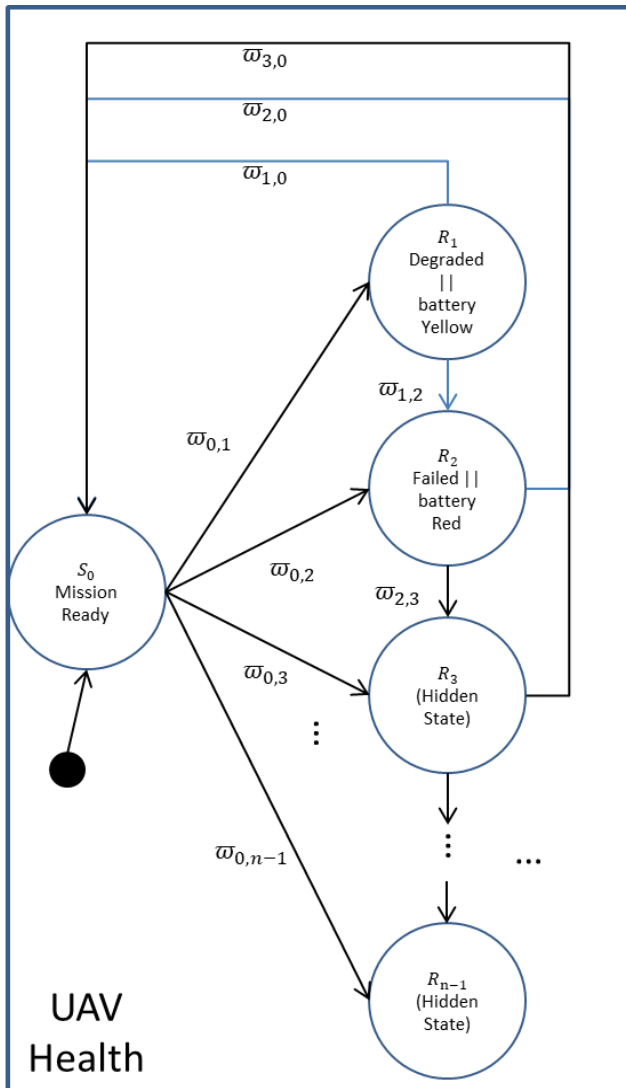 ϖ3,0
ϖ2,0
ϖ1,0
R1
Degraded
||
battery
Yellow
ϖ1,2
ϖ0,1
R2
Failed ||
battery
Red
S0
Mission
Ready
ϖ0,2
ϖ2,3
ϖ0,3
R3
(Hidden
State)
⋮
⋮
...
ϖ0,n−1
Rn−1
(Hidden
State)
UAV
Health